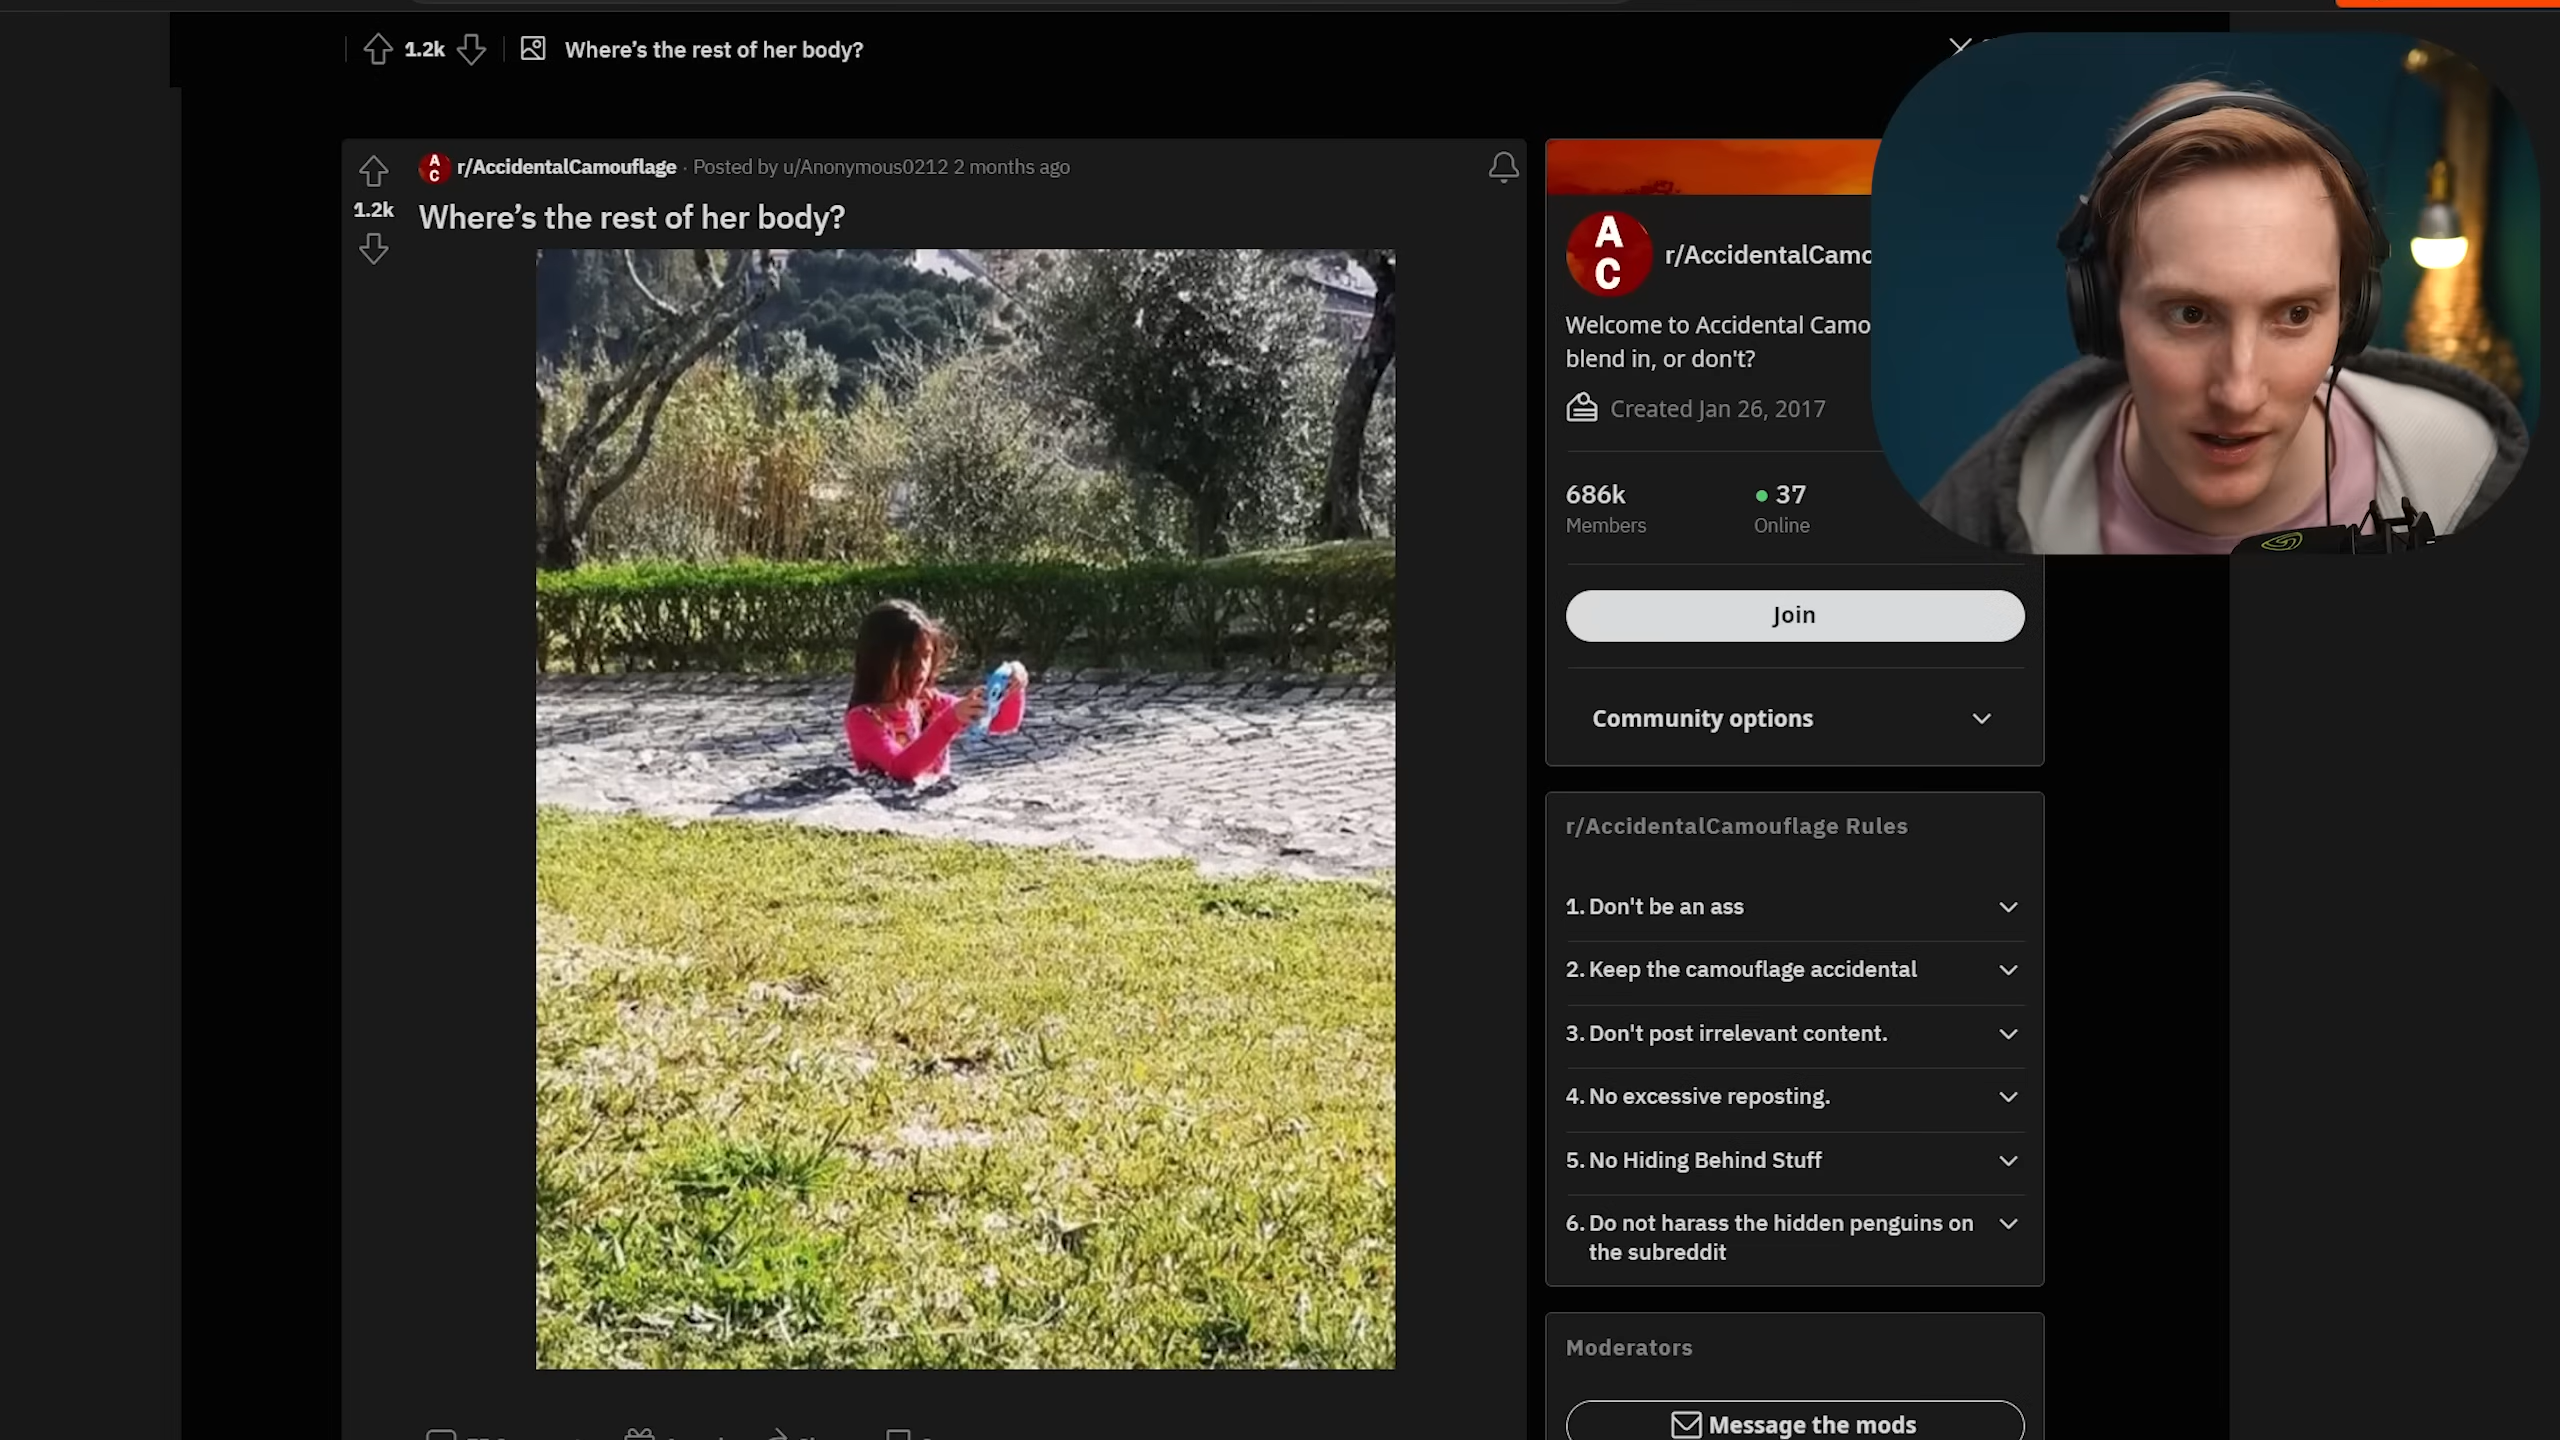 1.2k
Where’s the rest of her body?
A
C
r/AccidentalCamouflage · Posted by u/Anonymous0212 2 months ago
1.2k
Where’s the rest of her body?
A
C
r/AccidentalCamo
Welcome to Accidental Camo
blend in, or don't?
Created Jan 26, 2017
686k
37
Members
Online
Join
Community options
r/AccidentalCamouflage Rules
1. Don't be an ass
2. Keep the camouflage accidental
3. Don't post irrelevant content.
4. No excessive reposting.
5. No Hiding Behind Stuff
6. Do not harass the hidden penguins on
the subreddit
Moderators
Message the mods